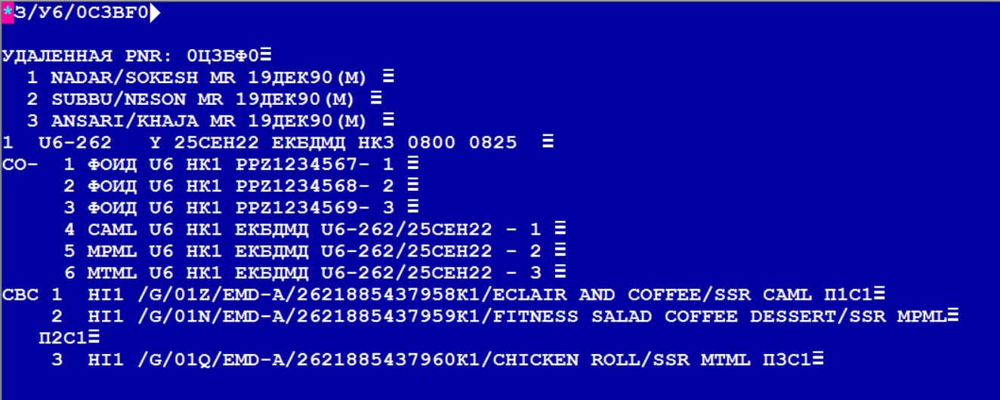 *З/У6/0С3BF0
УДАЛЕННАЯ PNR: 0Ц3БФ0
1 NADAR/SOKESH MR 19ДЕК90(М)
2 SUBBU/NESON MR 19ДЕК90(М)
3 ANSARI/KHAJA MR 19ДЕК90(М)
1 U6-262 Y 25СЕН22 ЕКБДМД НК3 0800 0825
СО- 1 ФОИД U6 НК1 PPZ1234567- 1
2 ФОИД U6 НК1 PPZ1234568- 2
3 ФОИД U6 НК1 PPZ1234569- 3
4 CAML U6 НК1 ЕКБДМД U6-262/25СЕН22 - 1
5 MPML U6 НК1 ЕКБДМД U6-262/25СЕН22 - 2
6 MTML U6 НК1 ЕКБДМД U6-262/25СЕН22 - 3
СВС 1 HI1 /G/01Z/EMD-A/2621885437958К1/ECLAIR AND COFFEE/SSR CAML П1С1
2 HI1 /G/01N/EMD-A/2621885437959К1/FITNESS SALAD COFFEE DESSERT/SSR MPML
П2С1
3 HI1 /G/01Q/EMD-A/2621885437960К1/CHICKEN ROLL/SSR MTML П3С1